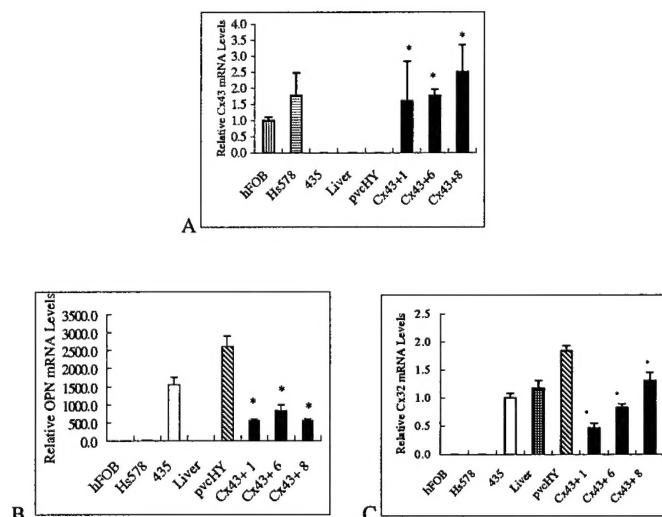 Relative Cx43 mRNA Levels
4.0
3.5
3.0
2.5
2.0
1.5
1.0
0.5
0.0
* * *
hFOB Hs578 435 Liver pvcHY Cx43+1 Cx43+6 Cx43+8
A
Relative OPN mRNA Levels
3500.0
3000.0
2500.0
2000.0
1500.0
1000.0
500.0
0.0
* * *
hFOB Hs578 435 Liver pvcHY Cx43+ 1 Cx43+ 6 Cx43+ 8
B
Relative Cx32 mRNA Levels
2.5
2.0
1.5
1.0
0.5
0.0
* * *
hFOB Hs578 435 Liver pvcHY Cx43+ 1 Cx43+ 6 Cx43+ 8
C